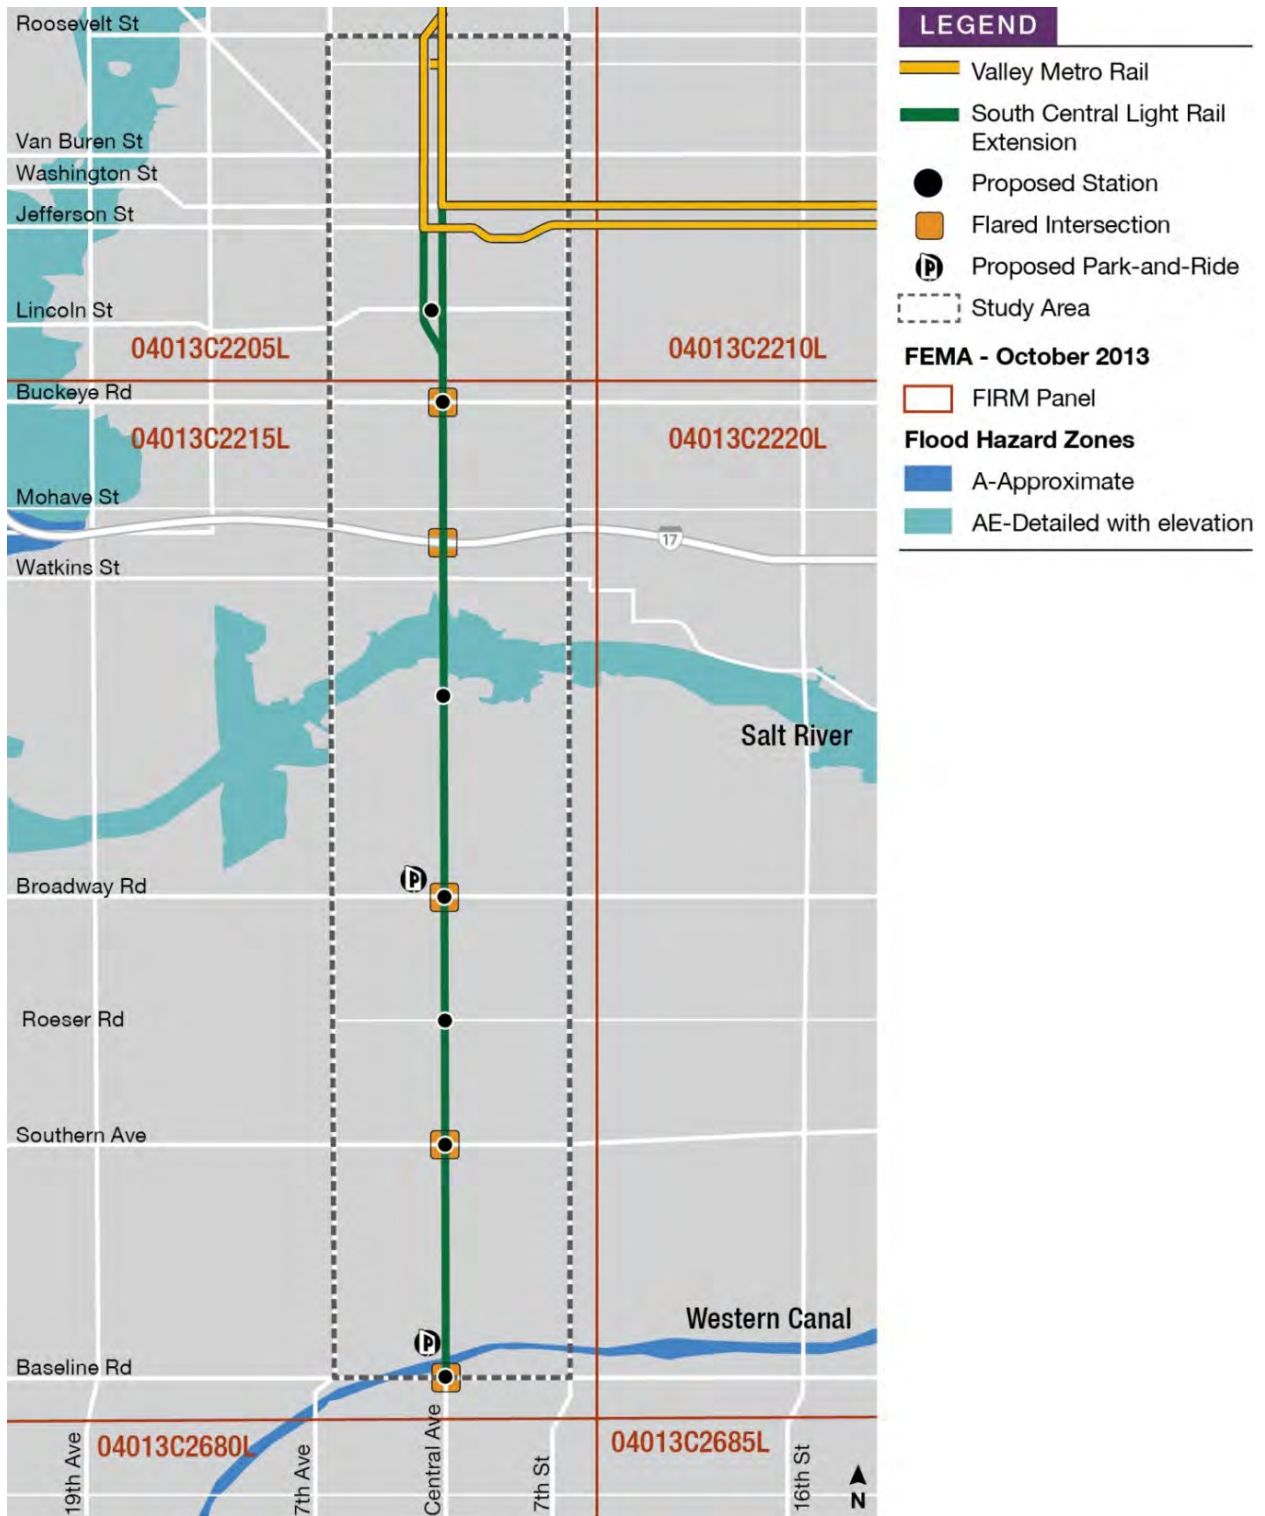 Roosevelt St
Van Buren St
Washington St
Jefferson St
Lincoln St
04013C2205L
04013C2210L
Buckeye Rd
04013C2215L
04013C2220L
Mohave St
17
Watkins St
Salt River
P
Broadway Rd
Roeser Rd
Southern Ave
Western Canal
P
Baseline Rd
04013C2680L
04013C2685L
19th Ave
7th Ave
Central Ave
7th St
16th St
N
LEGEND
Valley Metro Rail
South Central Light Rail
Extension
Proposed Station
Flared Intersection
P
Proposed Park-and-Ride
Study Area
FEMA - October 2013
FIRM Panel
Flood Hazard Zones
A-Approximate
AE-Detailed with elevation